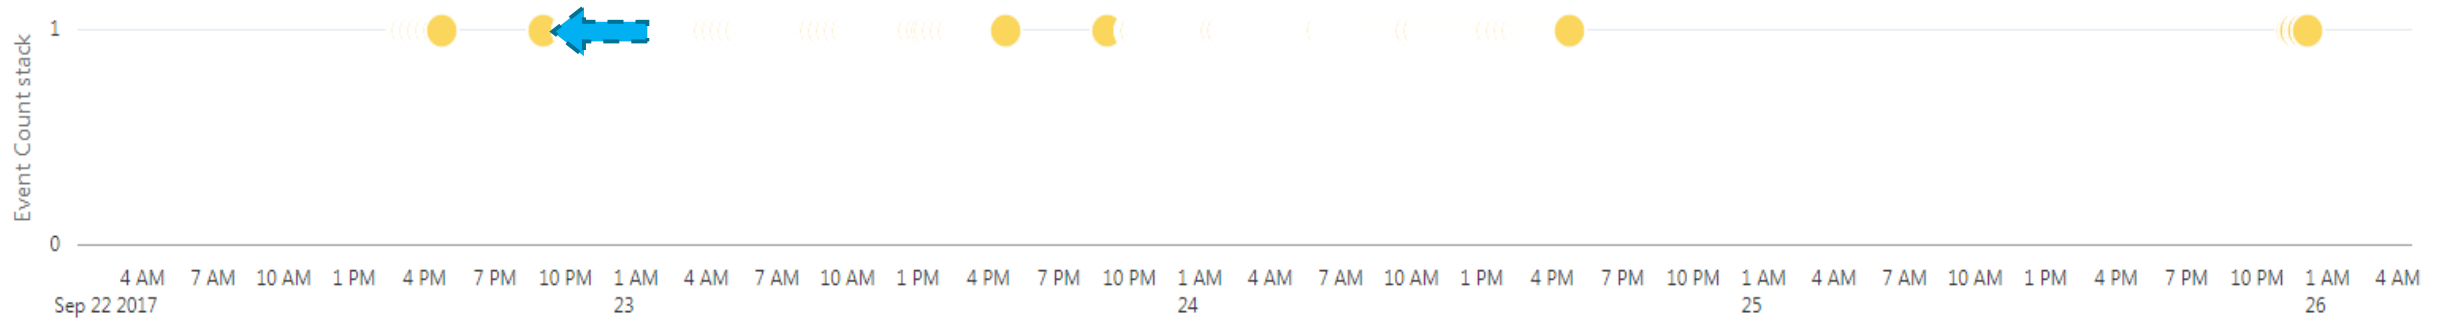 Event Count stack
1
0
4 AM 7 AM 10 AM 1 PM 4 PM 7 PM 10 PM 1 AM 4 AM 7 AM 10 AM 1 PM 4 PM 7 PM 10 PM 1 AM 4 AM 7 AM 10 AM 1 PM 4 PM 7 PM 10 PM 1 AM 4 AM 7 AM 10 AM 1 PM 4 PM 7 PM 10 PM 1 AM 4 AM
Sep 22 2017 23 24 25 26